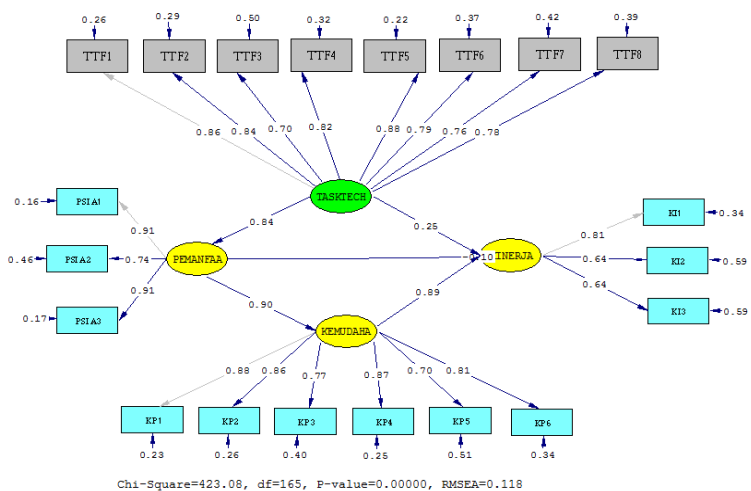 0.26 0.29 0.50 0.32 0.22 0.37 0.42 0.39
TTF1 TTF2 TTF3 TTF4 TTF5 TTF6 TTF7 TTF8
0.86 0.84 0.70 0.82 0.88 0.79 0.76 0.78
TASKTECH
0.16 PSIA1
0.91
0.84
0.25
KI1 0.34
0.81
0.46 PSIA2 0.74 PEMANFAA
INERJA 0.64 KI2 0.59
0.91
0.90
0.89
0.64
0.17 PSIA3
KI3 0.59
KEMUDAHA
0.88 0.86 0.77 0.87 0.70 0.81
KP1 KP2 KP3 KP4 KP5 KP6
0.23 0.26 0.40 0.25 0.51 0.34
Chi-Square=423.08, df=165, P-value=0.00000, RMSEA=0.118